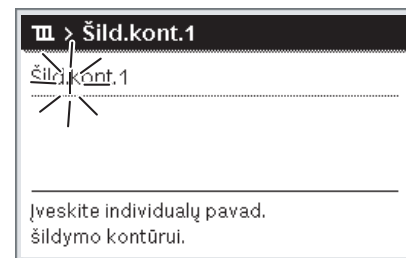 > Šild.kont.1
Šild.kont.1
Įveskite individualų pavad.
šildymo kontūrui.